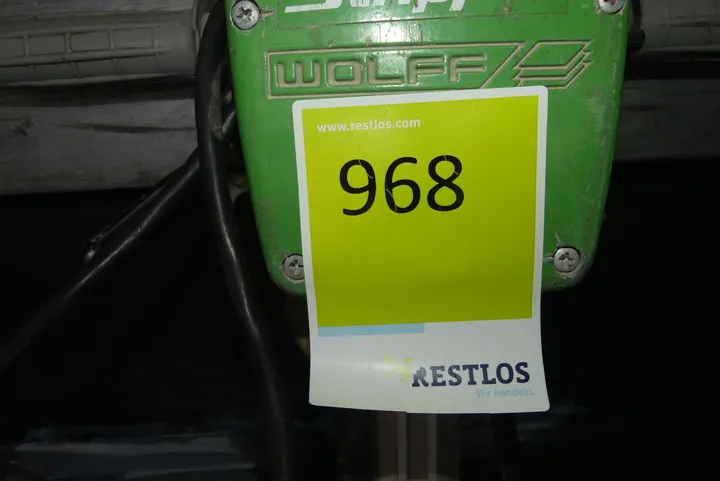 WOLFF
www.restlos.com
968
RESTLOS
Wir handeln.